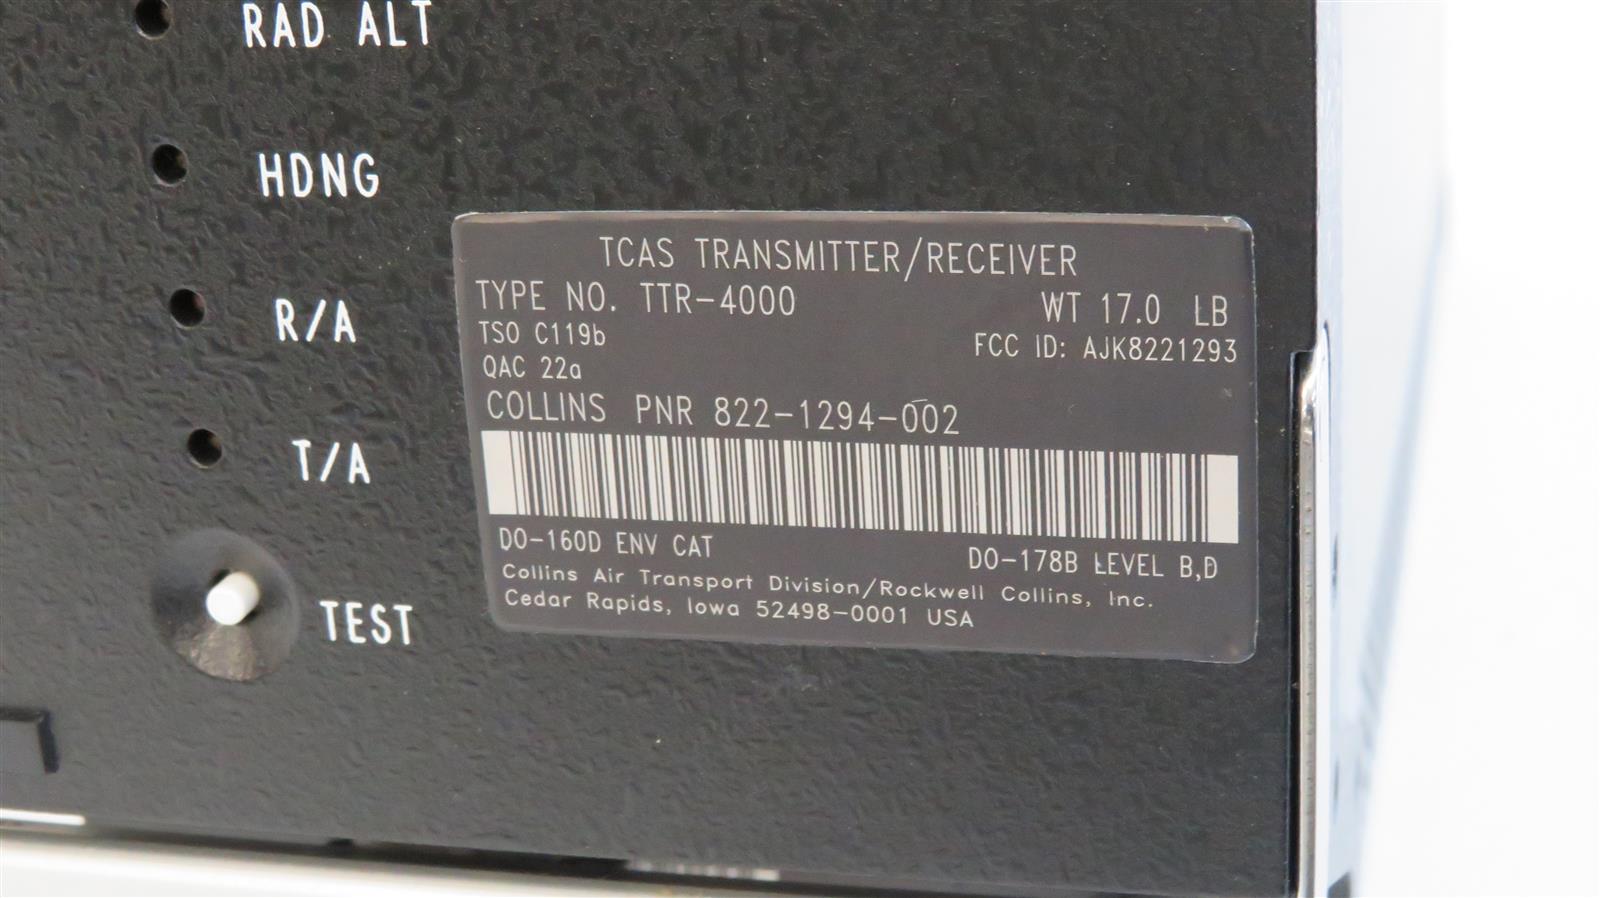 RAD ALT
HDNG
R/A
T/A
TEST
TCAS TRANSMITTER/RECEIVER
TYPE NO. TTR-4000 WT 17.0 LB
TSO C119b FCC ID: AJK8221293
QAC 22a
COLLINS PNR 822-1294-002
DO-160D ENV CAT DO-178B LEVEL B,D
Collins Air Transport Division/Rockwell Collins, Inc.
Cedar Rapids, Iowa 52498-0001 USA